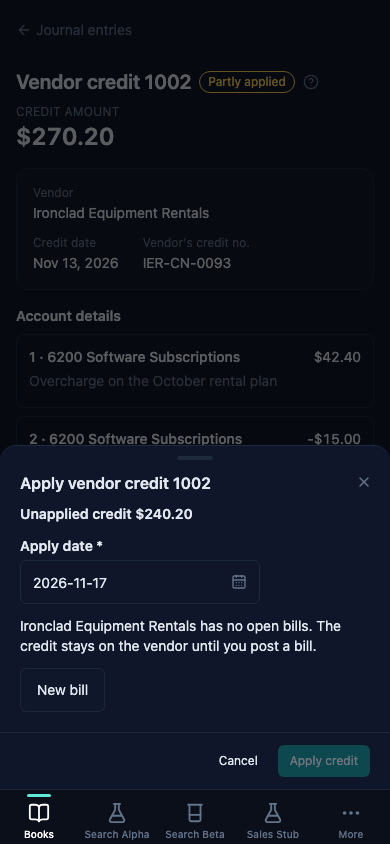 Journal entries
Vendor credit 1002
Partly applied
?
CREDIT AMOUNT
$270.20
Vendor
Ironclad Equipment Rentals
Credit date
Vendor's credit no.
Nov 13, 2026
IER-CN-0093
Account details
1 · 6200 Software Subscriptions
$42.40
Overcharge on the October rental plan
2 · 6200 Software Subscriptions
-$15.00
Apply vendor credit 1002
Unapplied credit $240.20
Apply date *
2026-11-17
Ironclad Equipment Rentals has no open bills. The
credit stays on the vendor until you post a bill.
New bill
Cancel
Apply credit
Books
Search Alpha
Search Beta
Sales Stub
More